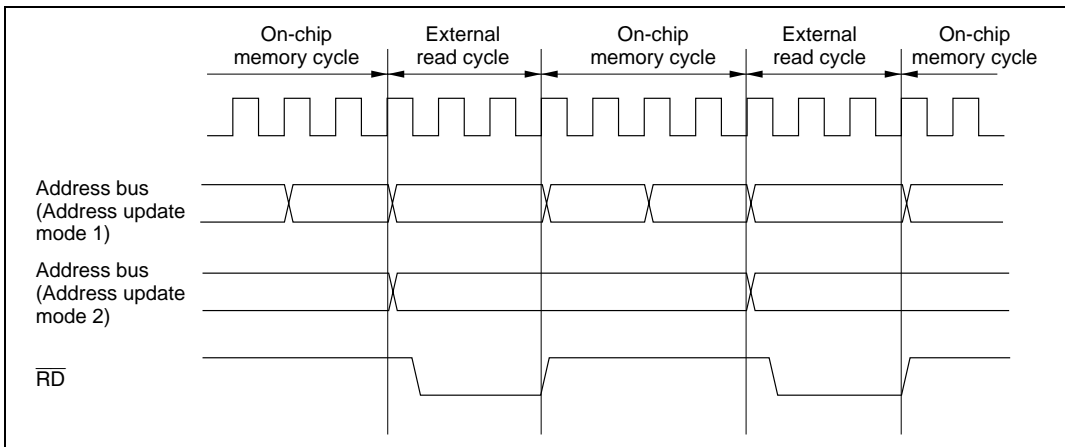 On-chip
memory cycle
External
read cycle
On-chip
memory cycle
External
read cycle
On-chip
memory cycle
Address bus
(Address update
mode 1)
Address bus
(Address update
mode 2)
RD